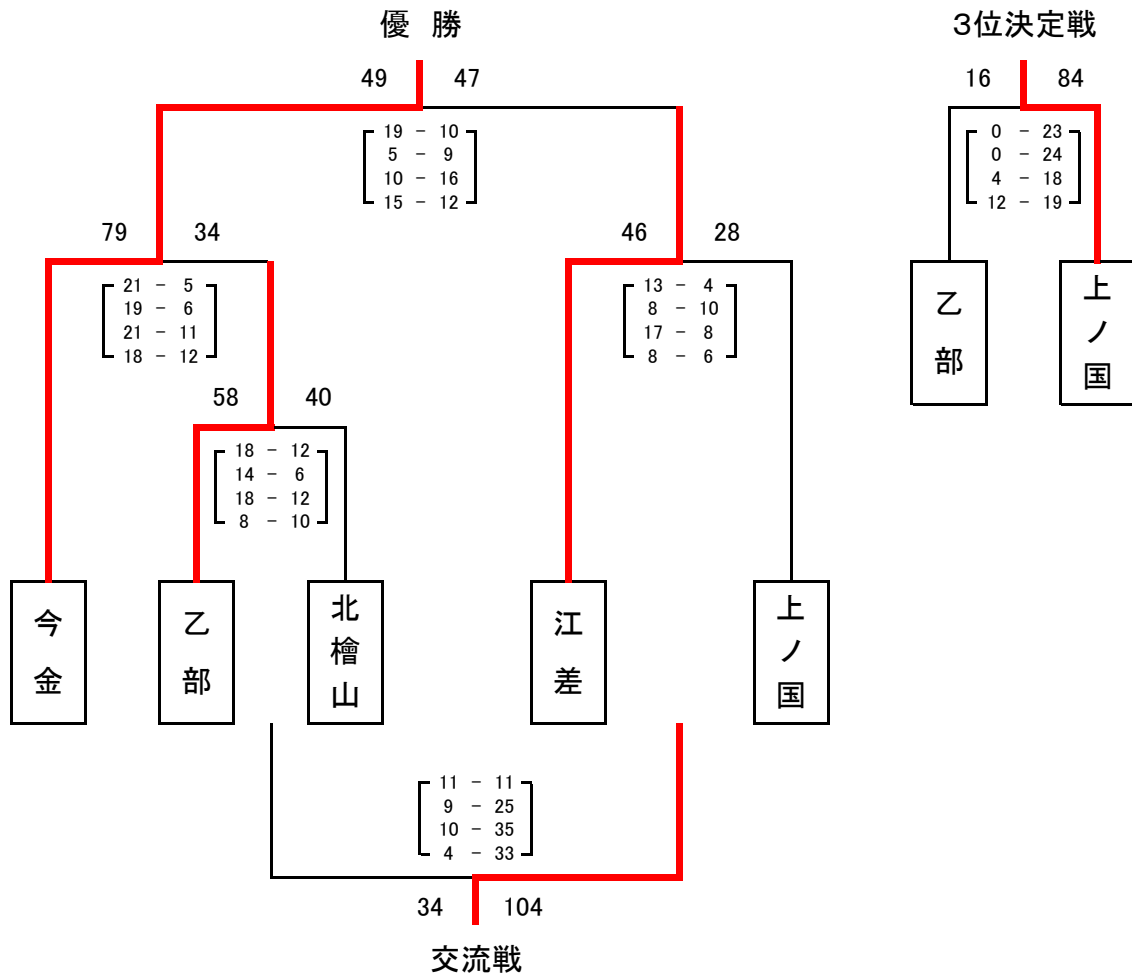 優 勝
3位決定戦
49 47
16 84
19 - 10
5 - 9
10 - 16
15 - 12
0 - 23
0 - 24
4 - 18
12 - 19
79 34
46 28
21 - 5
19 - 6
21 - 11
18 - 12
13 - 4
8 - 10
17 - 8
8 - 6
乙部
上ノ国
58 40
18 - 12
14 - 6
18 - 12
8 - 10
今金
乙部
北檜山
江差
上ノ国
11 - 11
9 - 25
10 - 35
4 - 33
34 104
交流戦